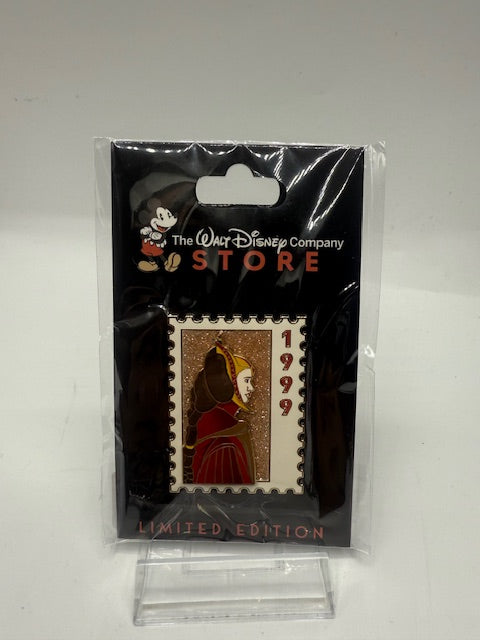 The Walt Disney Company
STORE
1999
LIMITED EDITION